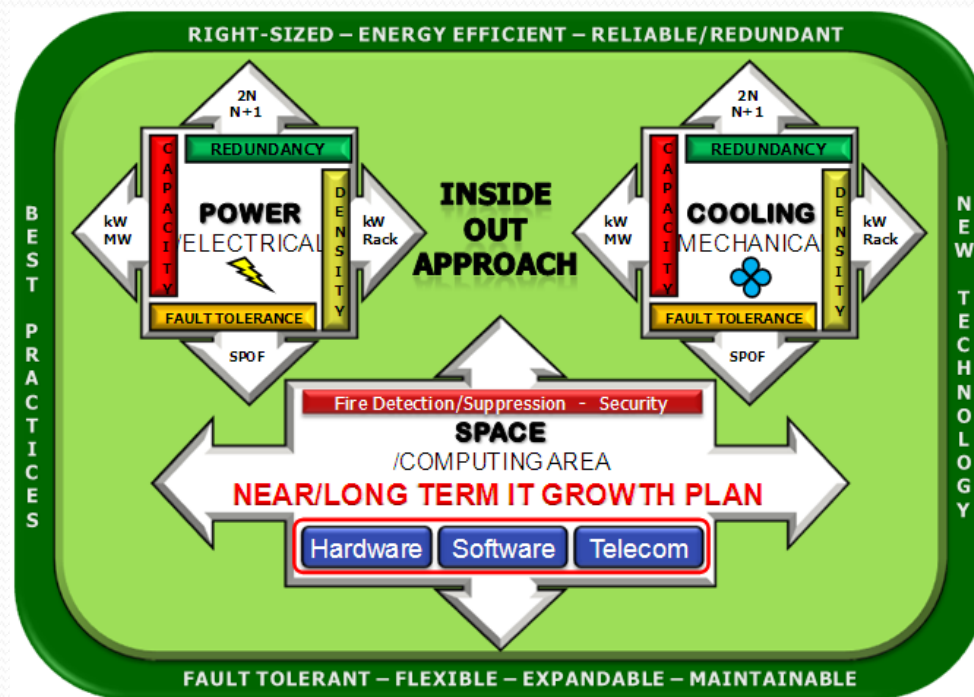 RIGHT-SIZED – ENERGY EFFICIENT – RELIABLE/REDUNDANT
BEST PRACTICES
2N
N+1
REDUNDANCY
CAPACITY
kW
MW
POWER
/ELECTRICAL
DENSITY
kW
Rack
FAULT TOLERANCE
SPOF
INSIDE
OUT
APPROACH
2N
N+1
REDUNDANCY
CAPACITY
kW
MW
COOLING
MECHANICA
DENSITY
kW
Rack
FAULT TOLERANCE
SPOF
NEW TECHNOLOGY
Fire Detection/Suppression - Security
SPACE
/COMPUTING AREA
NEAR/LONG TERM IT GROWTH PLAN
Hardware Software Telecom
FAULT TOLERANT – FLEXIBLE – EXPANDABLE – MAINTAINABLE